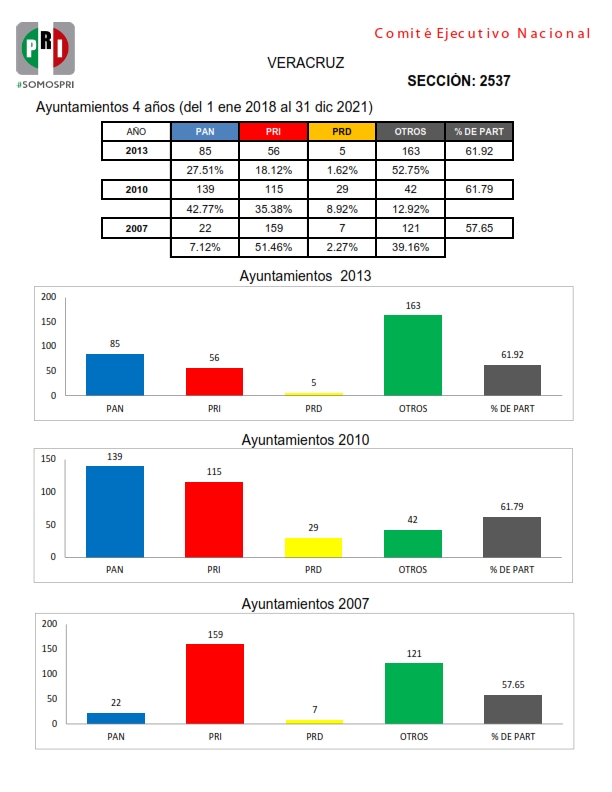 Comité Ejecutivo Nacional
PRI
#SOMOSPRI
VERACRUZ
SECCIÓN: 2537
Ayuntamientos 4 años (del 1 ene 2018 al 31 dic 2021)
AÑO PAN PRI PRD OTROS % DE PART
2013 85 56 5 163 61.92
27.51% 18.12% 1.62% 52.75%
2010 139 115 29 42 61.79
42.77% 35.38% 8.92% 12.92%
2007 22 159 7 121 57.65
7.12% 51.46% 2.27% 39.16%
Ayuntamientos 2013
200
150
100
50
0
85 56 5 163 61.92
PAN PRI PRD OTROS % DE PART
Ayuntamientos 2010
150
100
50
0
139 115 29 42 61.79
PAN PRI PRD OTROS % DE PART
Ayuntamientos 2007
200
150
100
50
0
22 159 7 121 57.65
PAN PRI PRD OTROS % DE PART